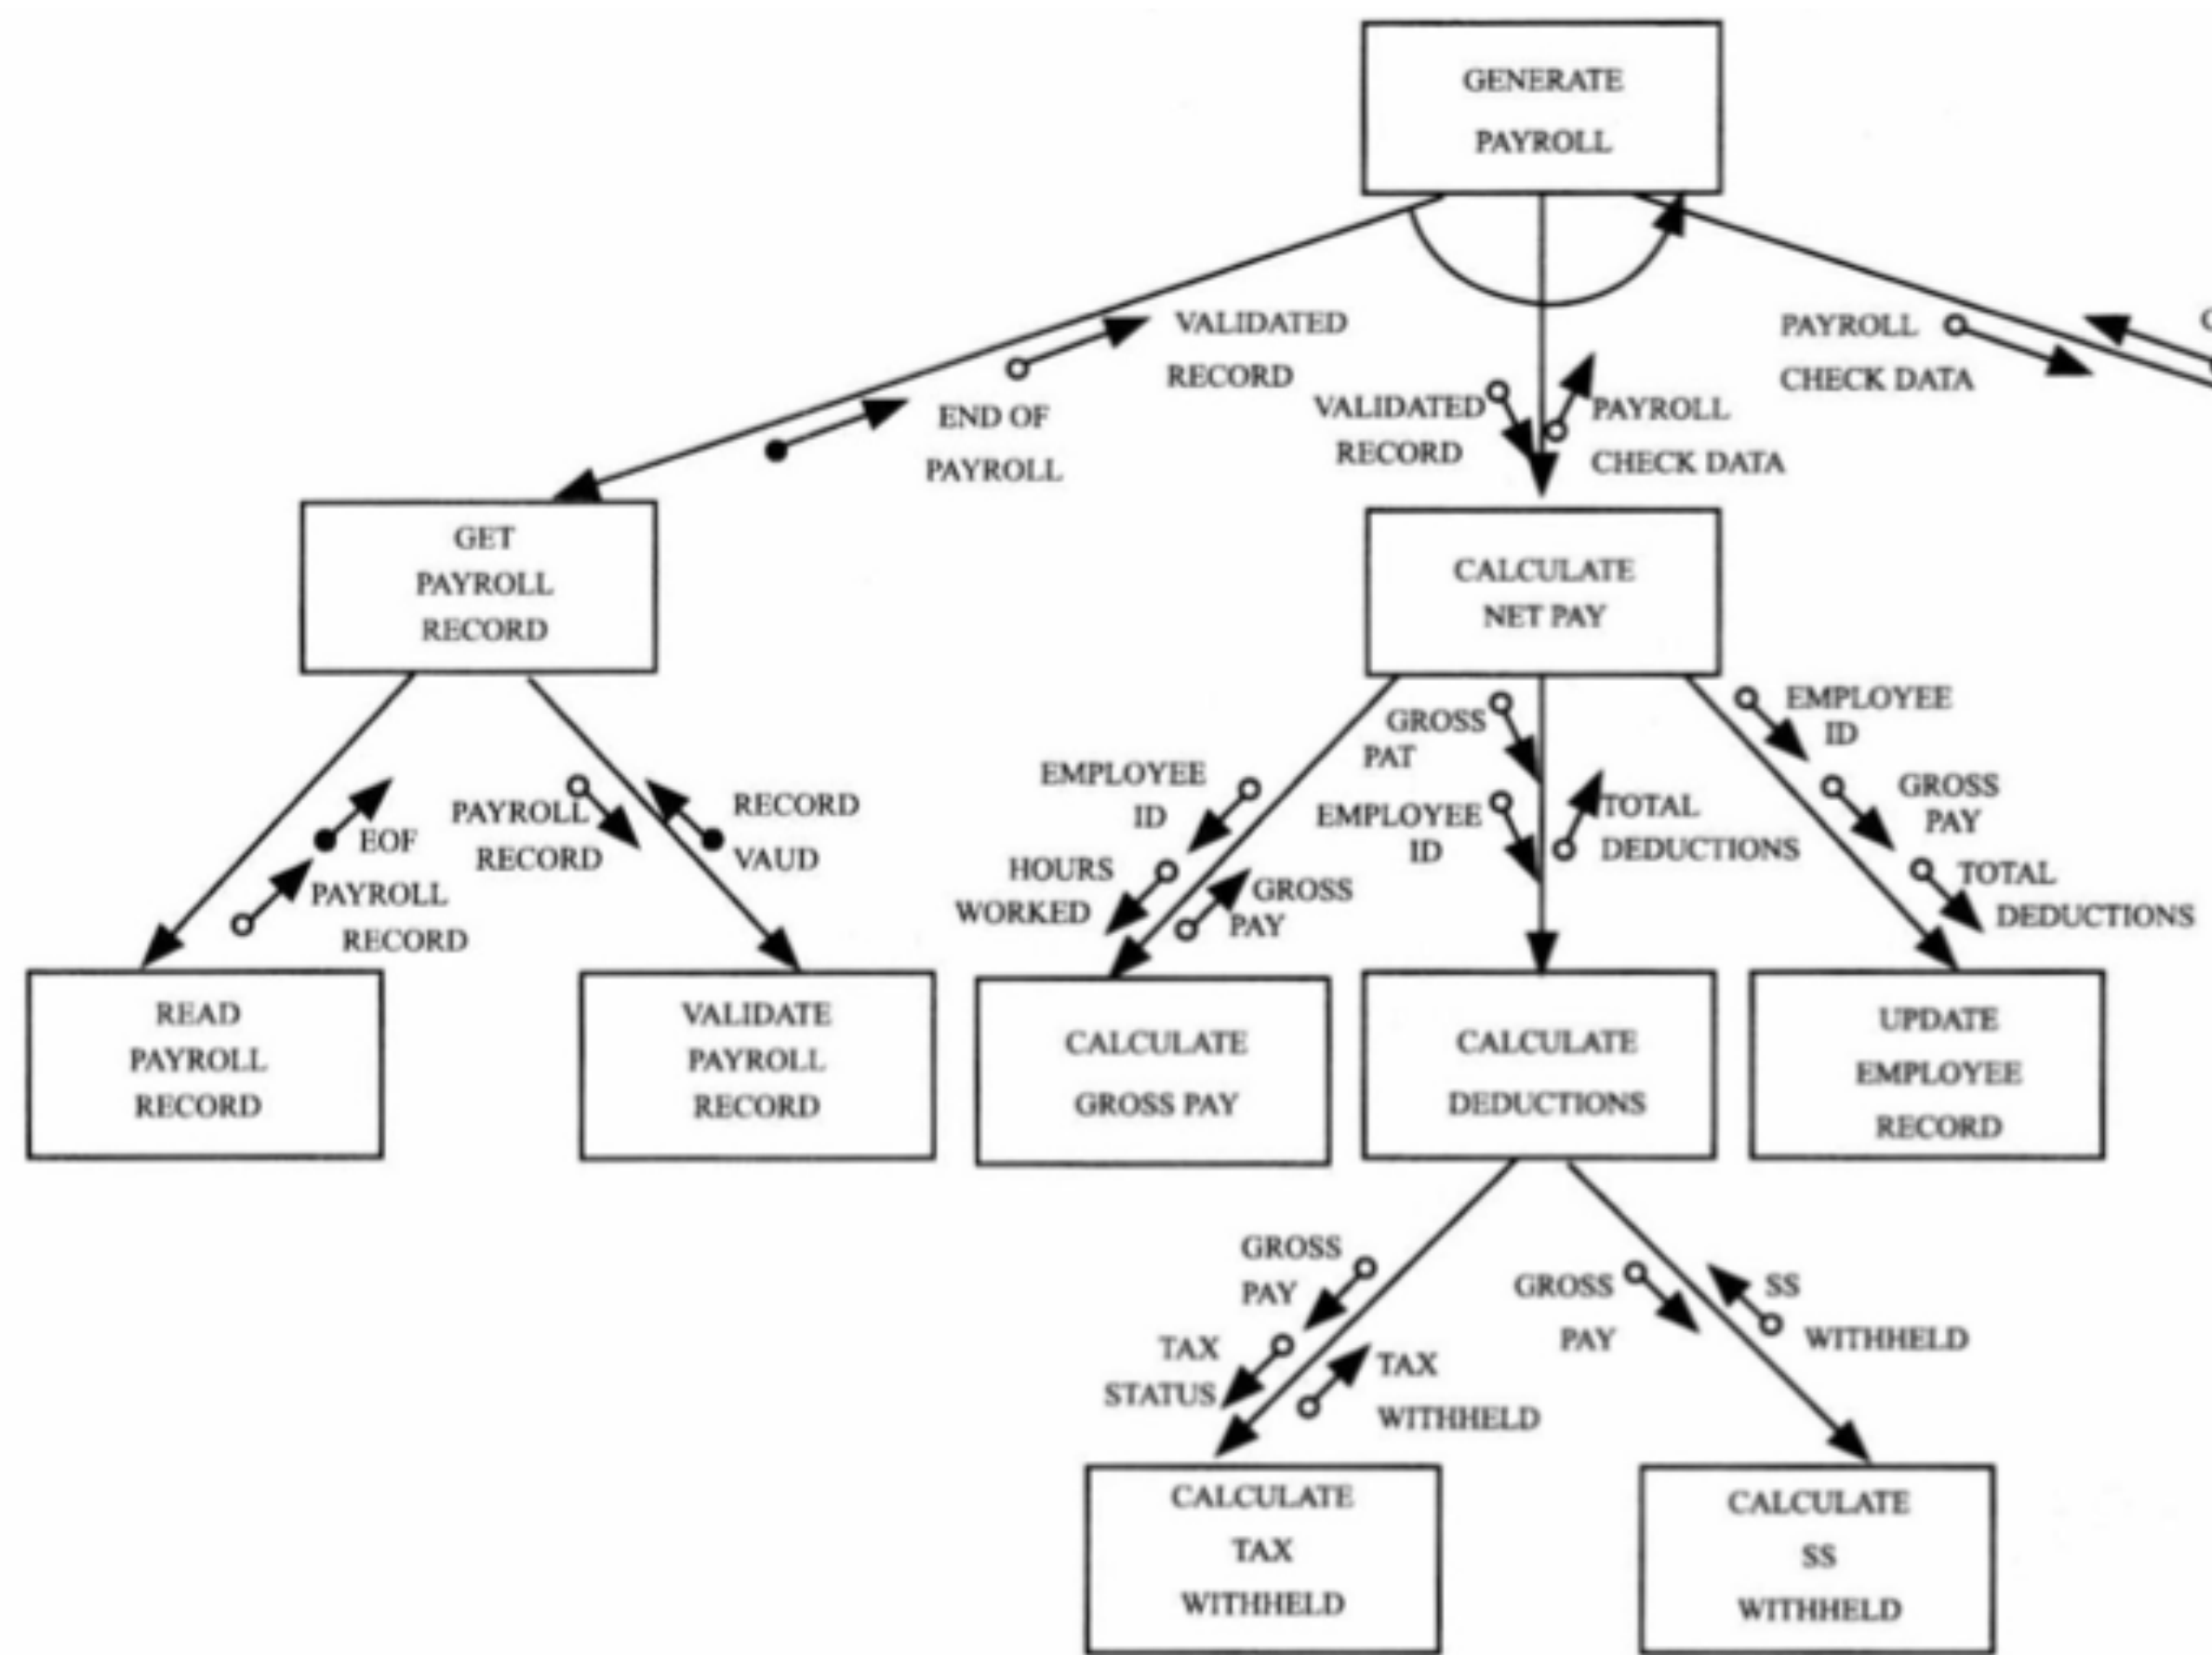 GENERATE
PAYROLL
VALIDATED
RECORD
END OF
PAYROLL
VALIDATED
RECORD
PAYROLL
CHECK DATA
PAYROLL
CHECK DATA
GET
PAYROLL
RECORD
CALCULATE
NET PAY
EOF
PAYROLL
RECORD
PAYROLL
RECORD
RECORD
VAUD
EMPLOYEE
ID
HOURS
WORKED
GROSS
PAY
GROSS
PAT
EMPLOYEE
ID
TOTAL
DEDUCTIONS
EMPLOYEE
ID
GROSS
PAY
TOTAL
DEDUCTIONS
READ
PAYROLL
RECORD
VALIDATE
PAYROLL
RECORD
CALCULATE
GROSS PAY
CALCULATE
DEDUCTIONS
UPDATE
EMPLOYEE
RECORD
GROSS
PAY
TAX
STATUS
TAX
WITHHELD
GROSS
PAY
SS
WITHHELD
CALCULATE
TAX
WITHHELD
CALCULATE
SS
WITHHELD